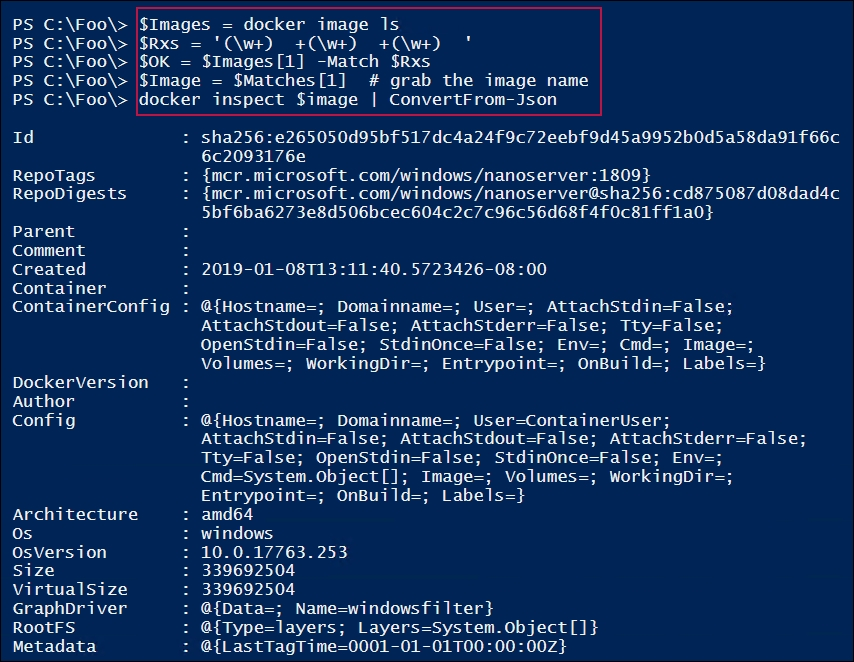 PS C:\Foo\> $Images = docker image ls
PS C:\Foo\> $Rxs = '(\w+)  +(\w+)  +(\w+)  '
PS C:\Foo\> $OK = $Images[1] -Match $Rxs
PS C:\Foo\> $Image = $Matches[1]  # grab the image name
PS C:\Foo\> docker inspect $image | ConvertFrom-Json
Id              : sha256:e265050d95bf517dc4a24f9c72eebf9d45a9952b0d5a58da91f66c
                  6c2093176e
RepoTags        : {mcr.microsoft.com/windows/nanoserver:1809}
RepoDigests     : {mcr.microsoft.com/windows/nanoserver@sha256:cd875087d08dad4c
                  5bf6ba6273e8d506bcec604c2c7c96c56d68f4f0c81ff1a0}
Parent          :
Comment         :
Created         : 2019-01-08T13:11:40.5723426-08:00
Container       :
ContainerConfig : @{Hostname=; Domainname=; User=; AttachStdin=False;
                  AttachStdout=False; AttachStderr=False; Tty=False;
                  OpenStdin=False; StdinOnce=False; Env=; Cmd=; Image=;
                  Volumes=; WorkingDir=; Entrypoint=; OnBuild=; Labels=}
DockerVersion   :
Author          :
Config          : @{Hostname=; Domainname=; User=ContainerUser;
                  AttachStdin=False; AttachStdout=False; AttachStderr=False;
                  Tty=False; OpenStdin=False; StdinOnce=False; Env=;
                  Cmd=System.Object[]; Image=; Volumes=; WorkingDir=;
                  Entrypoint=; OnBuild=; Labels=}
Architecture    : amd64
Os              : windows
OsVersion       : 10.0.17763.253
Size            : 339692504
VirtualSize     : 339692504
GraphDriver     : @{Data=; Name=windowsfilter}
RootFS          : @{Type=layers; Layers=System.Object[]}
Metadata        : @{LastTagTime=0001-01-01T00:00:00Z}